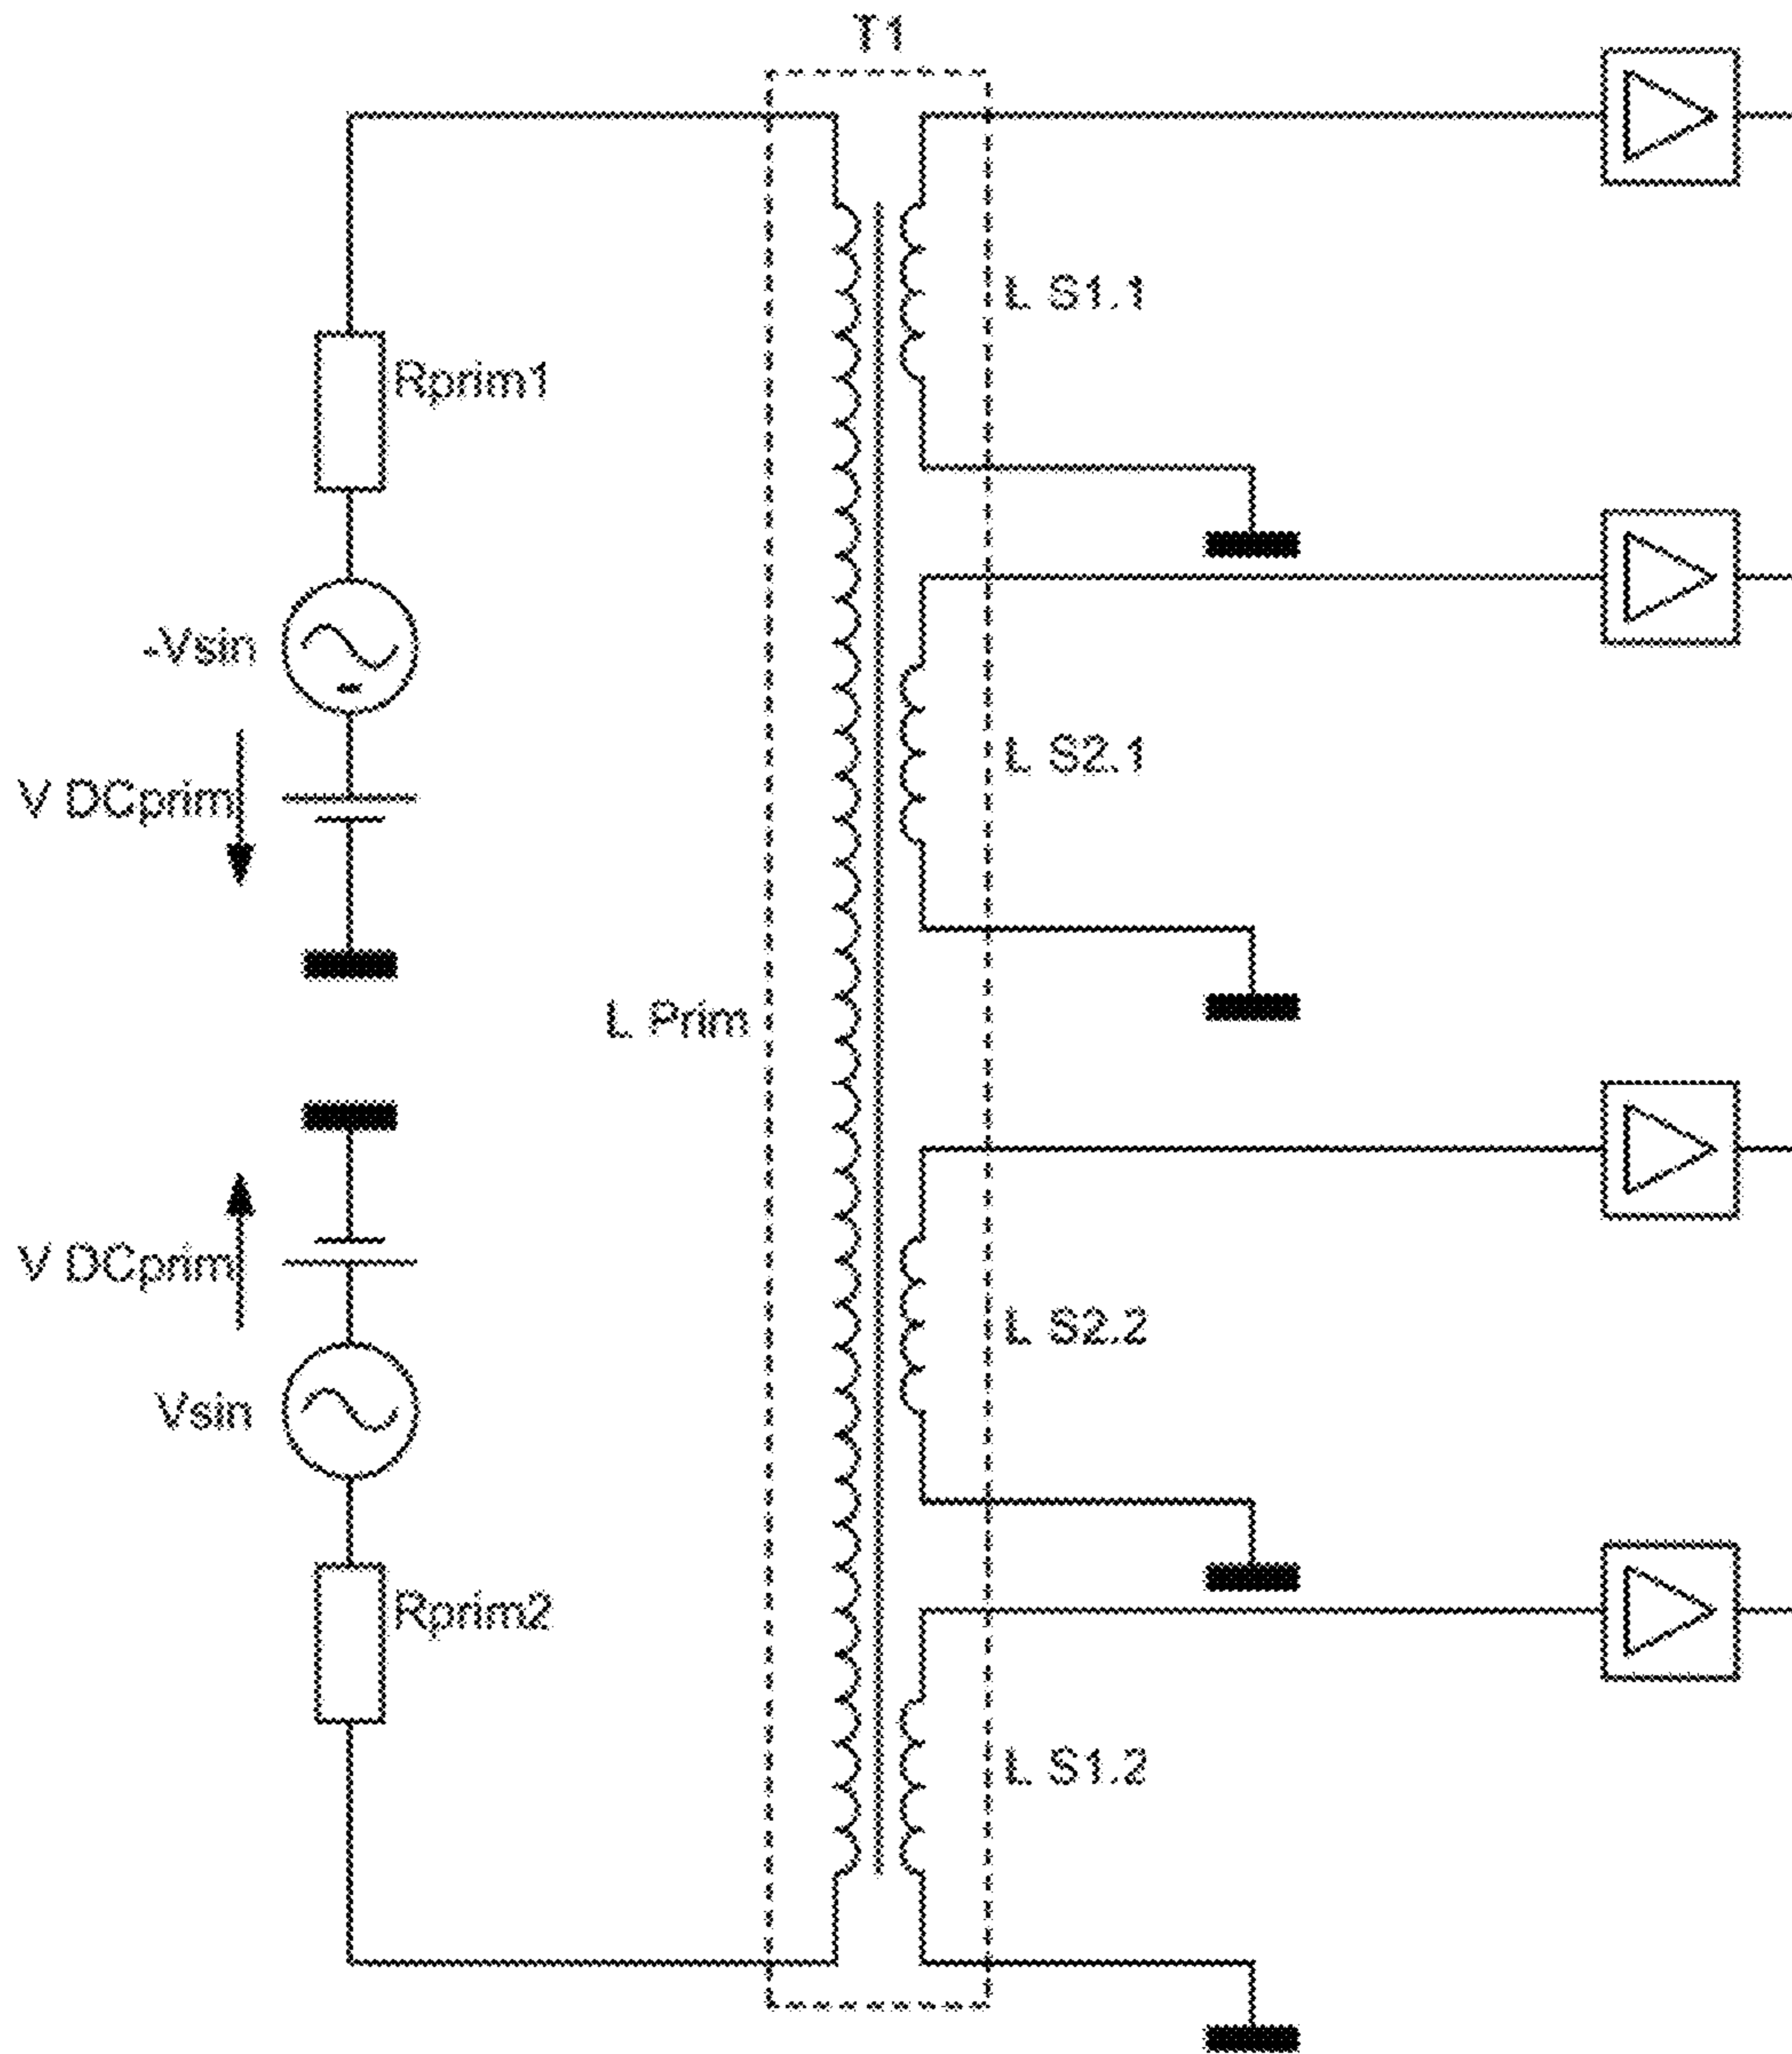 T1
L S1.1
Rprim1
-Vsin
L S2.1
V DCprim
L Prim
V DCprim
L S2.2
Vsin
Rprim2
L S1.2